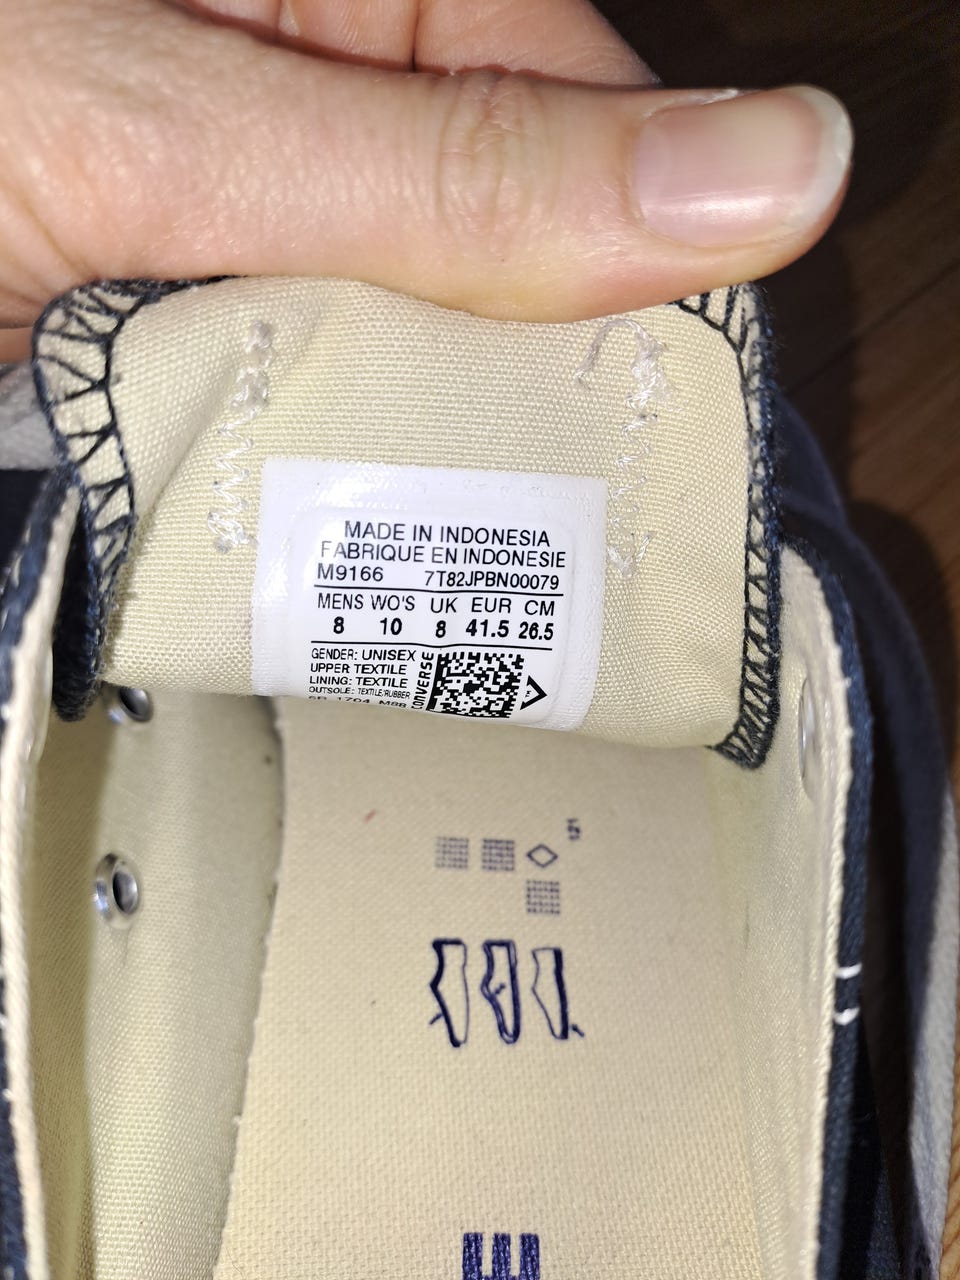 MADE IN INDONESIA
FABRIQUE EN INDONESIE
M9166 7T82JPBN00079
MENS WO'S UK EUR CM
8 10 8 41.5 26.5
GENDER: UNISEX
UPPER: TEXTILE
LINING: TEXTILE
OUTSOLE: TEXTILE/RUBBER
CONVERSE
5